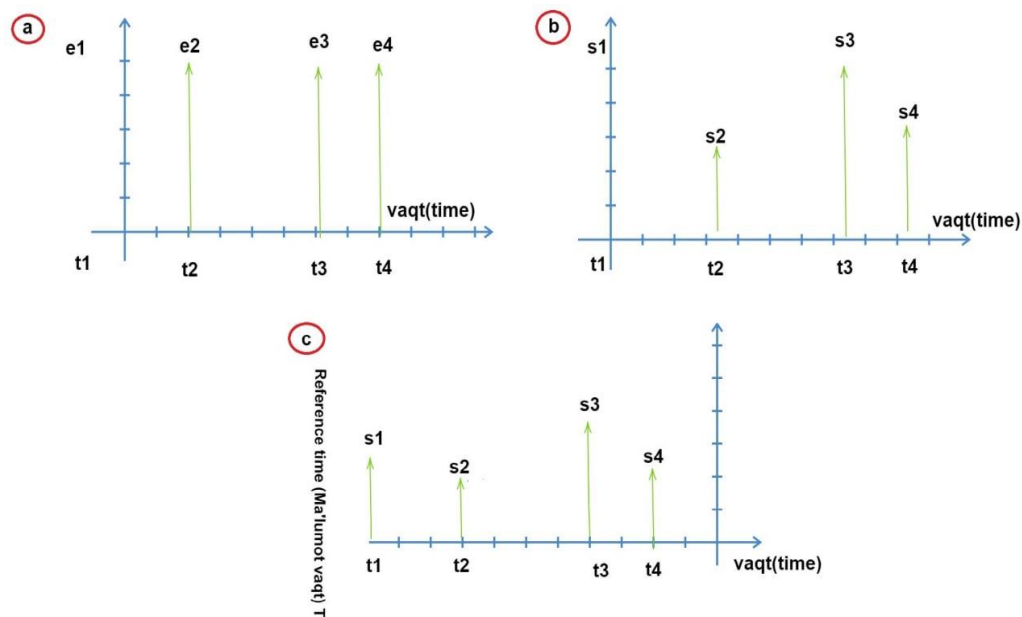 a
e1
e2
e3
e4
vaqt(time)
t1
t2
t3
t4
b
s1
s2
s3
s4
vaqt(time)
t1
t2
t3
t4
c
Reference time (Ma'lumot vaqt) T
s1
s2
s3
s4
t1
t2
t3
t4
vaqt(time)